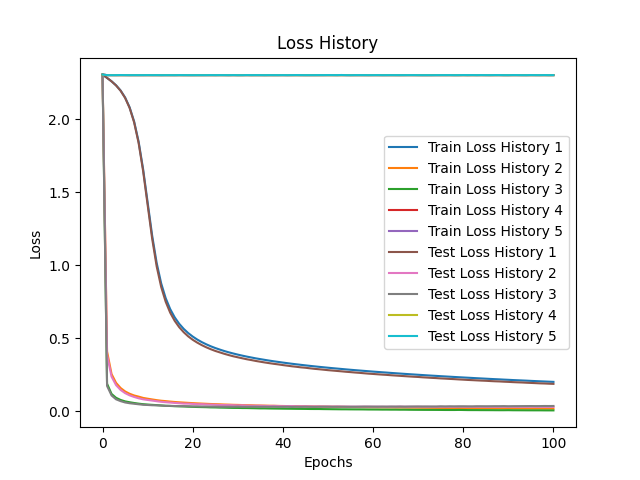 Loss History
Loss
2.0
1.5
1.0
0.5
0.0
Train Loss History 1
Train Loss History 2
Train Loss History 3
Train Loss History 4
Train Loss History 5
Test Loss History 1
Test Loss History 2
Test Loss History 3
Test Loss History 4
Test Loss History 5
0 20 40 60 80 100
Epochs